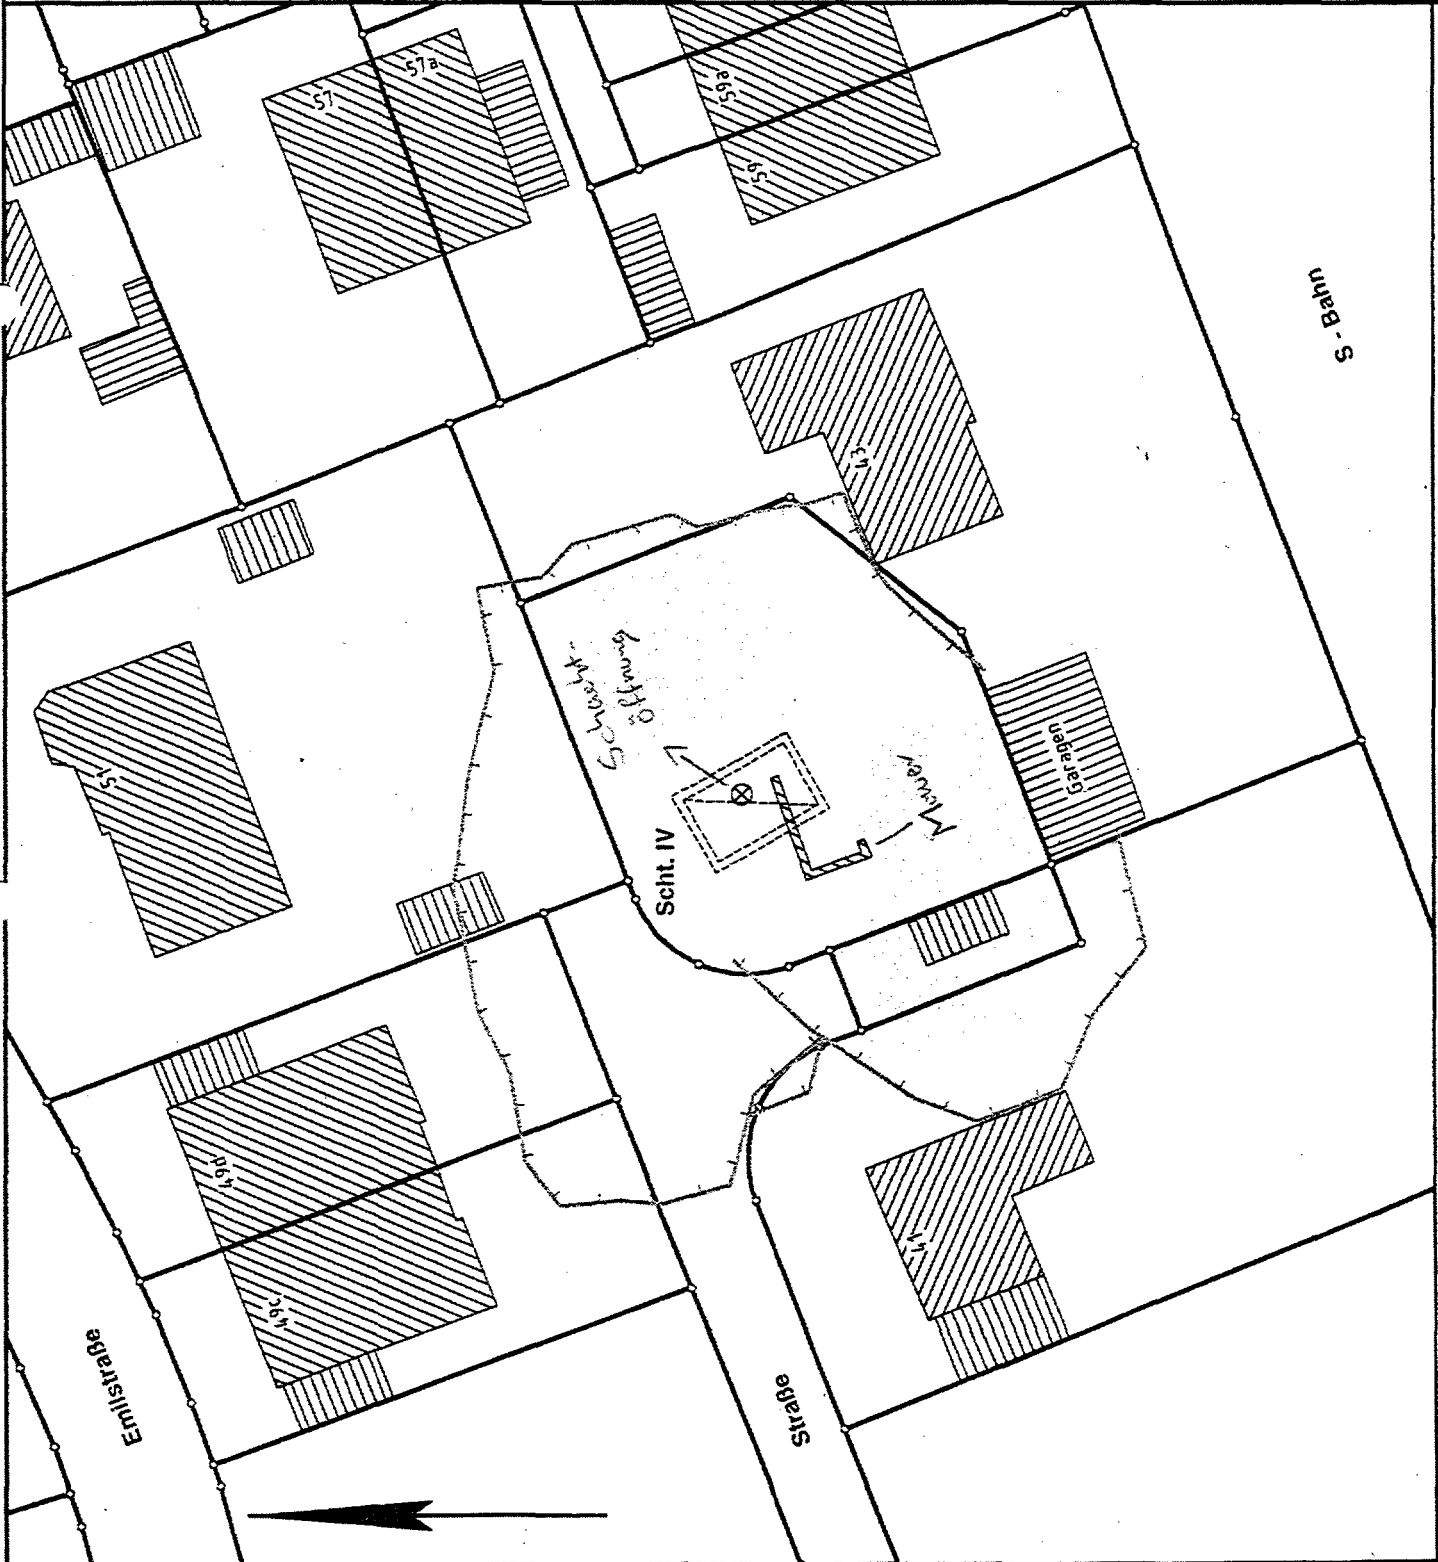 57
57a
59a
59
S - Bahn
43
51
Schacht-
öffnung
Scht. IV
Mauer
Garagen
49d
49c
41
Emilstraße
Straße